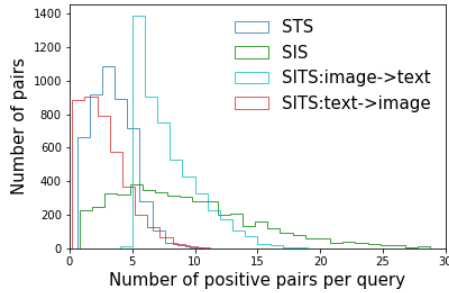 1400
1200
1000
800
600
400
200
0
Number of pairs
STS
SIS
SITS:image->text
SITS:text->image
0 5 10 15 20 25 30
Number of positive pairs per query